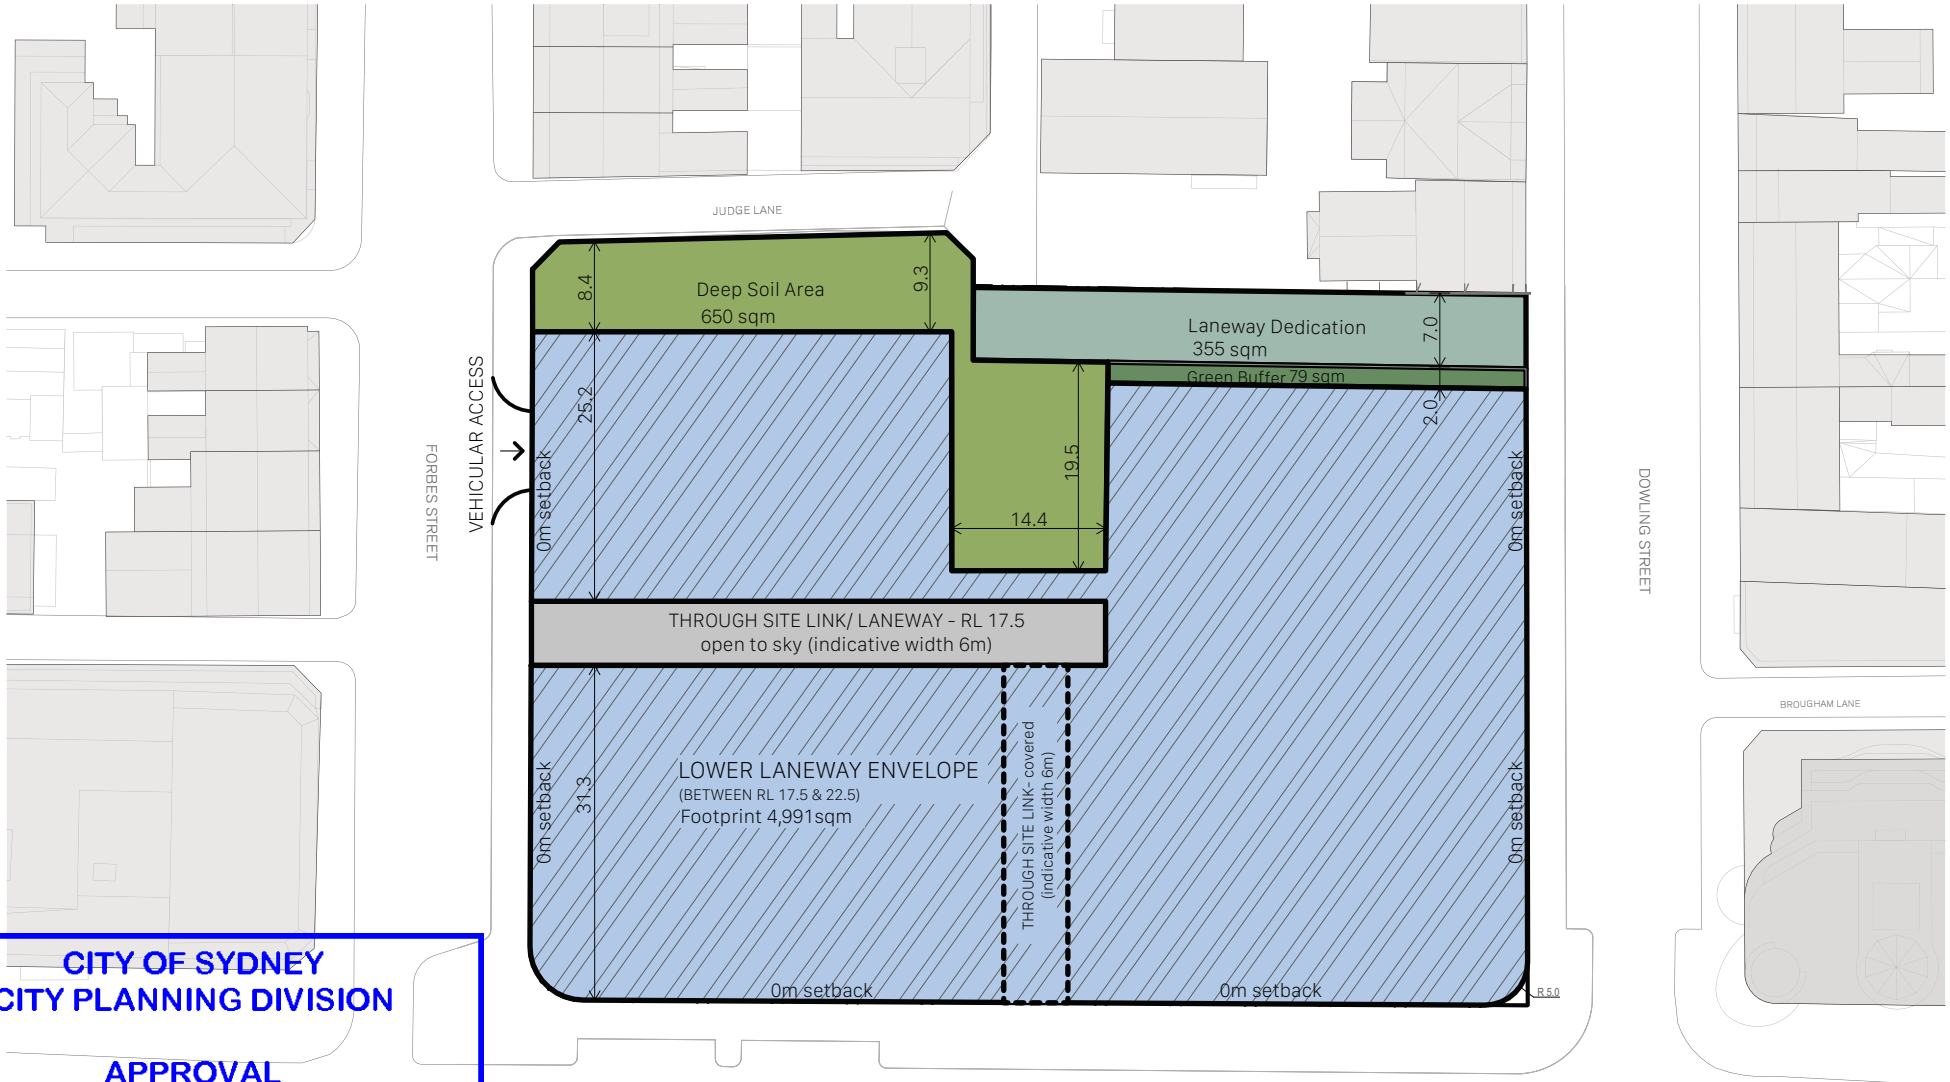 JUDGE LANE
8.4
9.3
Deep Soil Area
650 sqm
Laneway Dedication
355 sqm
7.0
Green Buffer 79 sqm
2.0
25.2
VEHICULAR ACCESS
FORBES STREET
0m setback
19.5
14.4
0m setback
DOWLING STREET
THROUGH SITE LINK/ LANEWAY - RL 17.5
open to sky (indicative width 6m)
BROUGHAM LANE
LOWER LANEWAY ENVELOPE
(BETWEEN RL 17.5 & 22.5)
Footprint 4,991sqm
31.3
0m setback
THROUGH SITE LINK- covered
(indicative width 6m)
0m setback
0m setback
0m setback
R 5.0
CITY OF SYDNEY
CITY PLANNING DIVISION
APPROVAL